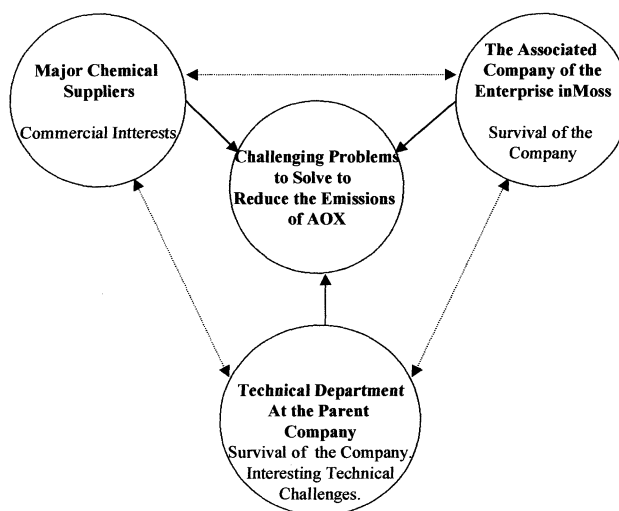 Major Chemical
Suppliers
Commercial Intterests
The Associated
Company of the
Enterprise inMoss
Survival of the
Company
Challenging Problems
to Solve to
Reduce the Emissions
of AOX
Technical Department
At the Parent
Company
Survival of the Company.
Interesting Technical
Challenges.